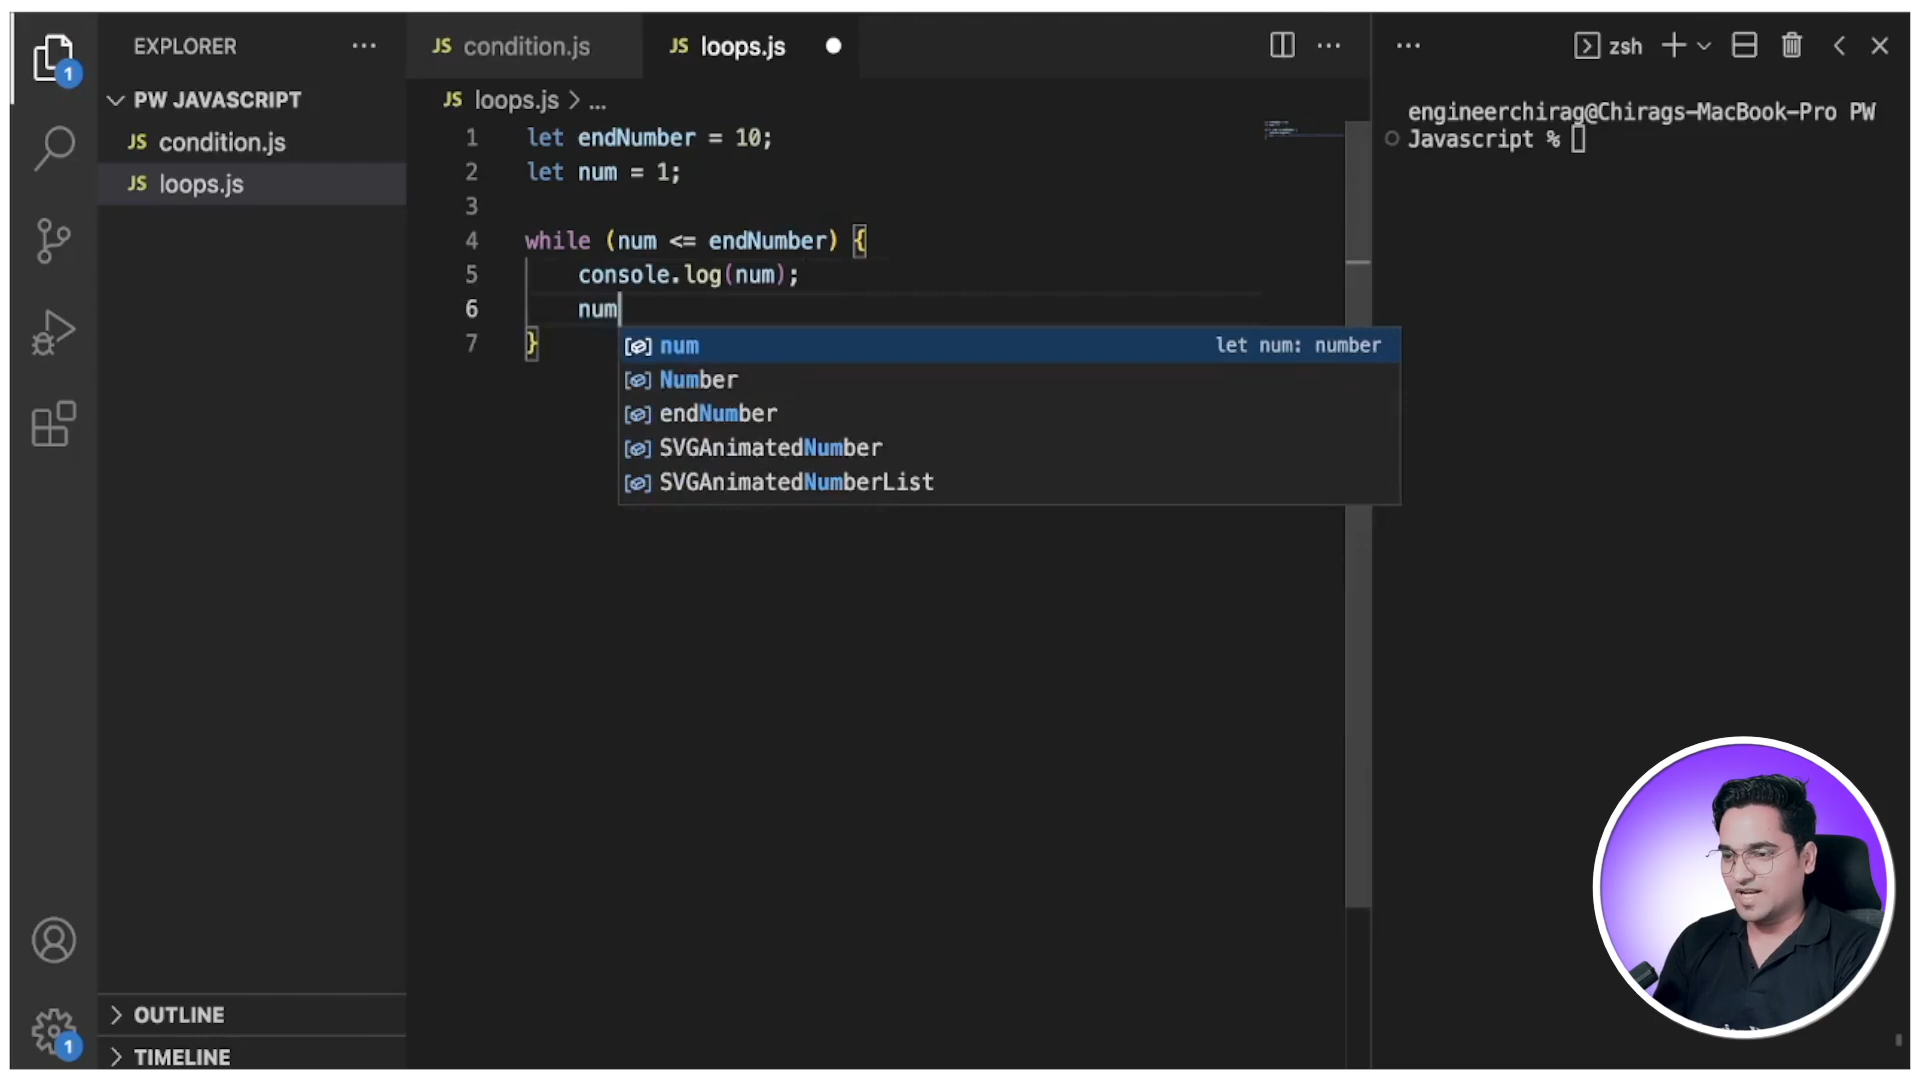 EXPLORER
PW JAVASCRIPT
JS condition.js
JS loops.js
OUTLINE
TIMELINE
1
1
JS condition.js
JS loops.js
JS loops.js > ...
1 let endNumber = 10;
2 let num = 1;
3
4 while (num <= endNumber) {
5 console.log(num);
6 num
7 }
num let num: number
Number
endNumber
SVGAnimatedNumber
SVGAnimatedNumberList
zsh
engineerchirag@Chirags-MacBook-Pro PW
Javascript %